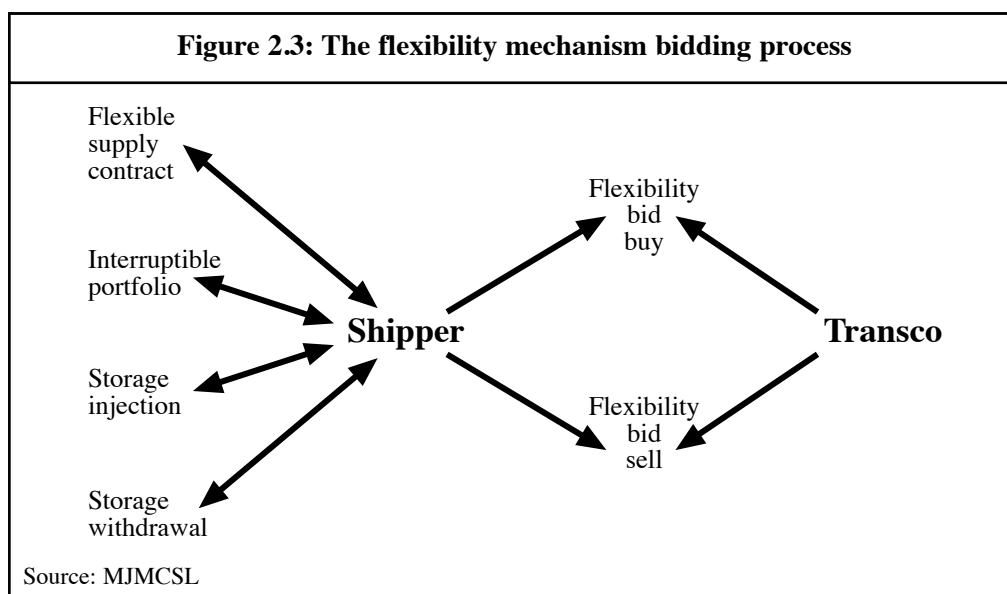 Figure 2.3: The flexibility mechanism bidding process
Flexible
supply
contract
Interruptible
portfolio
Storage
injection
Storage
withdrawal
Shipper
Flexibility
bid
buy
Flexibility
bid
sell
Transco
Source: MJMCSL